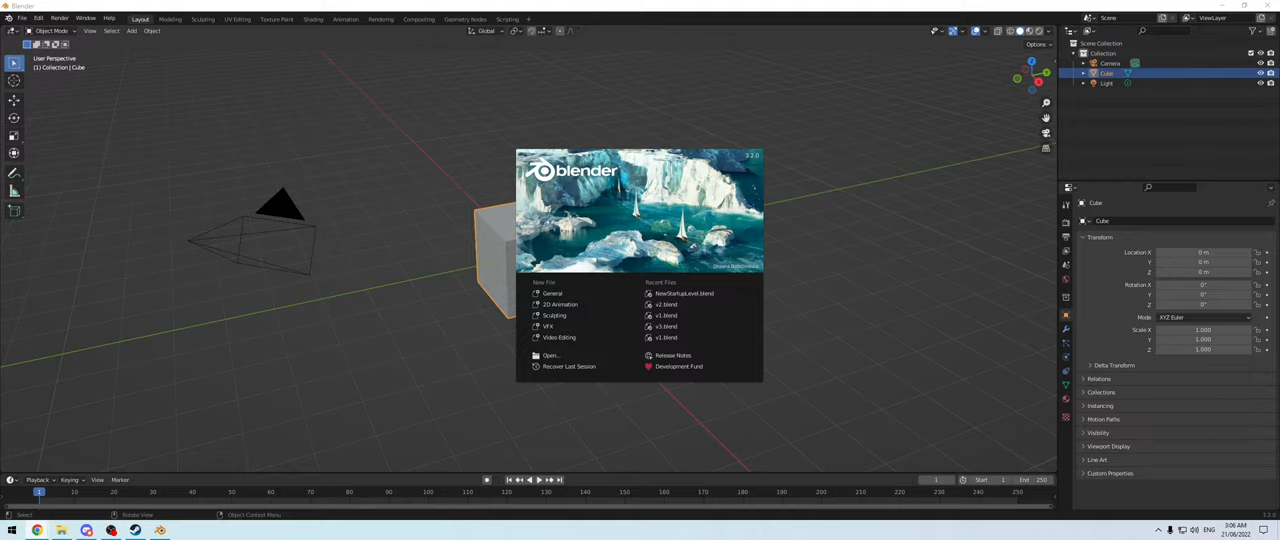 Blender
File Edit Render Window Help Layout Modeling Sculpting UV Editing Texture Paint Shading Animation Rendering Compositing Geometry Nodes Scripting + Scene ViewLayer
Object Mode View Select Add Object Global
Options
User Perspective
(1) Collection | Cube
X
Y
Z
Scene Collection
Collection
Camera
Cube
Light
blender
3.2.0
New File
General
2D Animation
Sculpting
VFX
Video Editing
Open...
Recover Last Session
Recent Files
NewStartupLevel.blend
v2.blend
v1.blend
v3.blend
v1.blend
Release Notes
Development Fund
Cube
Cube
Transform
Location X 0 m
Y 0 m
Z 0 m
Rotation X 0°
Y 0°
Z 0°
Mode XYZ Euler
Scale X 1.000
Y 1.000
Z 1.000
Delta Transform
Relations
Collections
Instancing
Motion Paths
Visibility
Viewport Display
Line Art
Custom Properties
Playback Keying View Marker 1 Start 1 End 250
1 10 20 30 40 50 60 70 80 90 100 110 120 130 140 150 160 170 180 190 200 210 220 230 240 250
Select Rotate View Object Context Menu 3.2.0
ENG 3:06 AM
21/06/2022